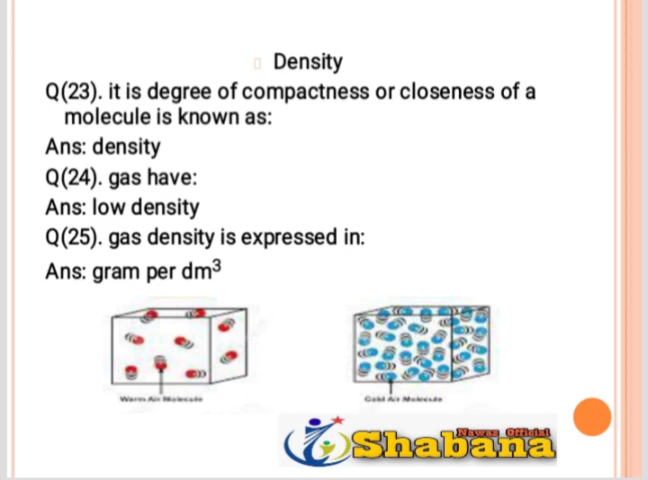 Density
Q(23). it is degree of compactness or closeness of a
molecule is known as:
Ans: density
Q(24). gas have:
Ans: low density
Q(25). gas density is expressed in:
Ans: gram per dm³
Warm Air Molecule
Cold Air Molecule
Nawaz Official
Shabana